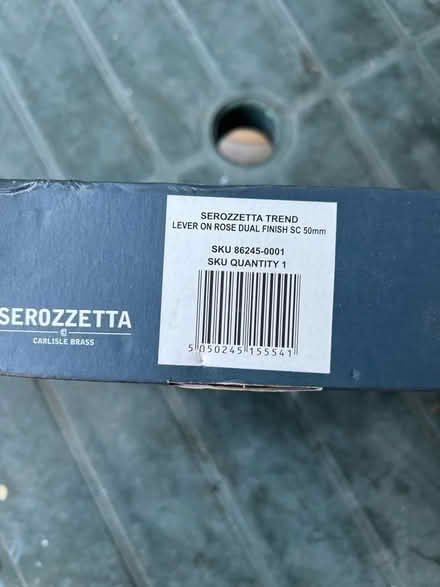 SEROZZETTA TREND
LEVER ON ROSE DUAL FINISH SC 50mm
SKU 86245-0001
SKU QUANTITY 1
5 050245 155541
SEROZZETTA
CARLISLE BRASS